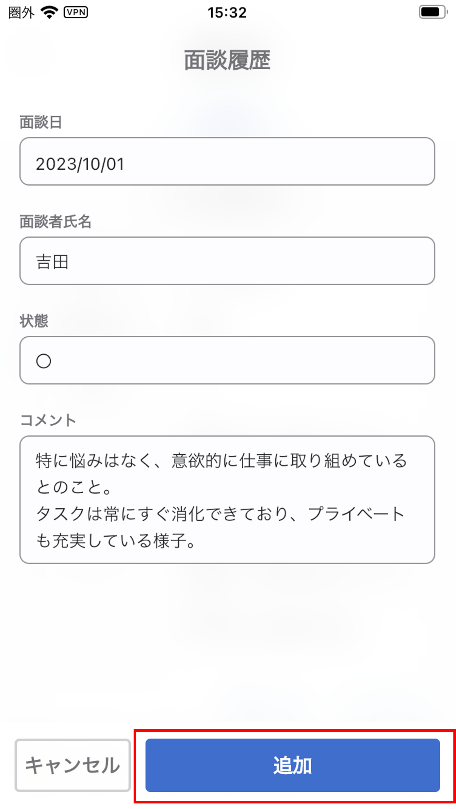 圏外 VPN 15:32
面談履歴
面談日
2023/10/01
面談者氏名
吉田
状態
〇
コメント
特に悩みはなく、意欲的に仕事に取り組めている
とのこと。
タスクは常にすぐ消化できており、プライベート
も充実している様子。
キャンセル 追加